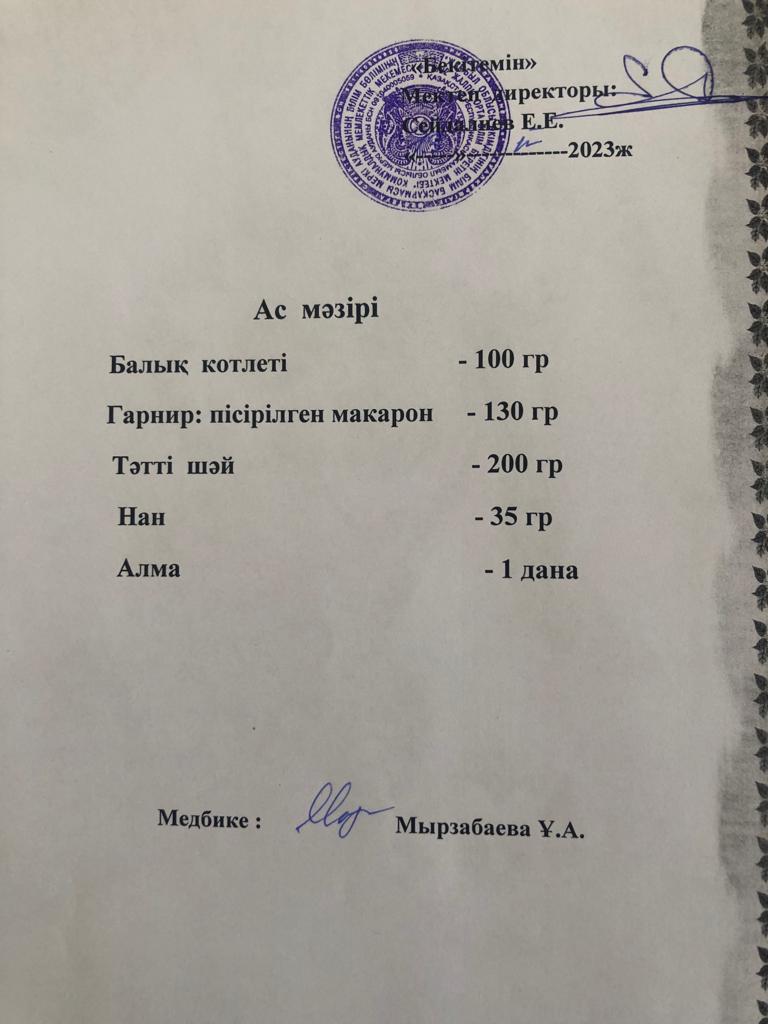 «Бекітемін»
Мектеп директоры:
Сейдалиев Е.Е.
«----»------------2023ж
Ас мәзірі
Балық котлеті - 100 гр
Гарнир: пісірілген макарон - 130 гр
Тәтті шәй - 200 гр
Нан - 35 гр
Алма - 1 дана
Медбике : Мырзабаева Ұ.А.